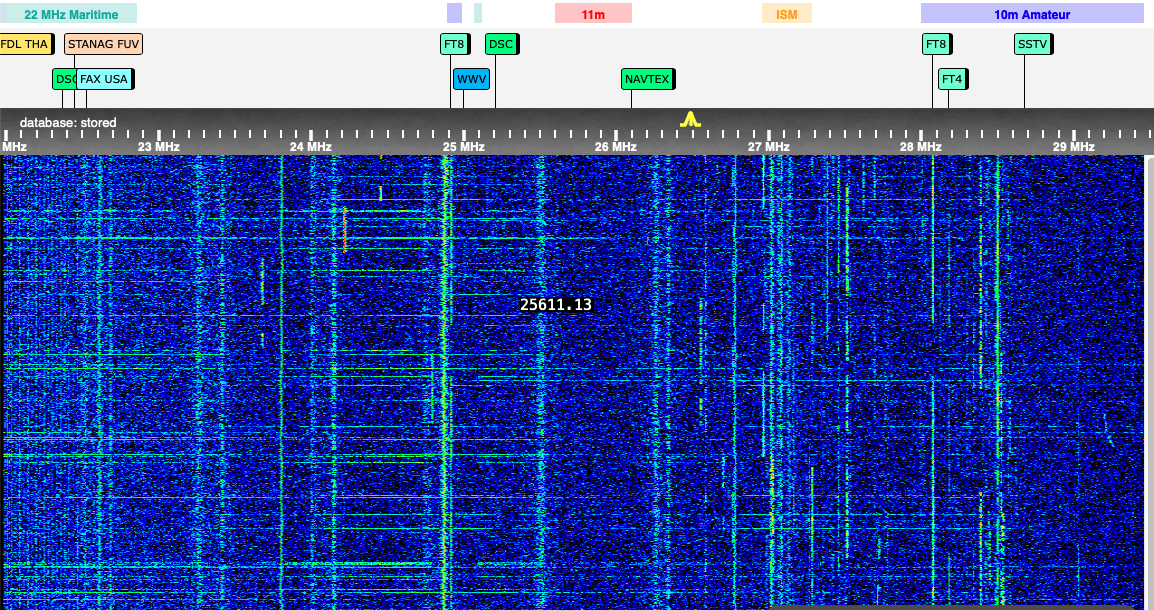 22 MHz Maritime 11m ISM 10m Amateur
FDL THA STANAG FUV FT8 DSC FT8 SSTV
DSC FAX USA WWV NAVTEX FT4
database: stored
MHz 23 MHz 24 MHz 25 MHz 26 MHz 27 MHz 28 MHz 29 MHz
25611.13